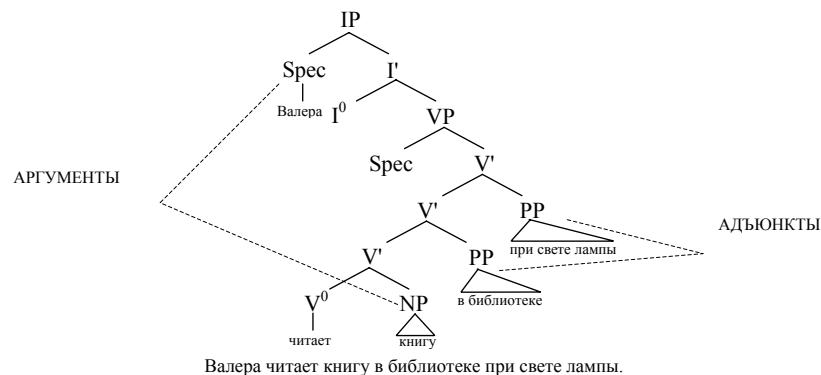 IP
Spec I'
Валера I⁰ VP
Spec V'
АРГУМЕНТЫ
V' PP АДЪЮНКТЫ
при свете лампы
V' PP
в библиотеке
V⁰ NP
читает книгу
Валера читает книгу в библиотеке при свете лампы.